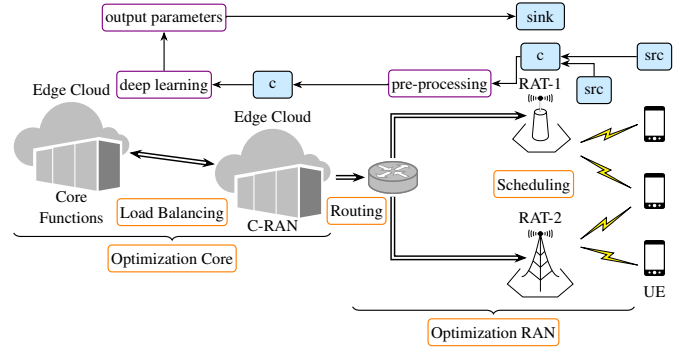 output parameters
sink
c
src
RAT-1
Edge Cloud
deep learning
c
pre-processing
src
Edge Cloud
Core
Functions
Load Balancing
C-RAN
Routing
Scheduling
RAT-2
Optimization Core
UE
Optimization RAN